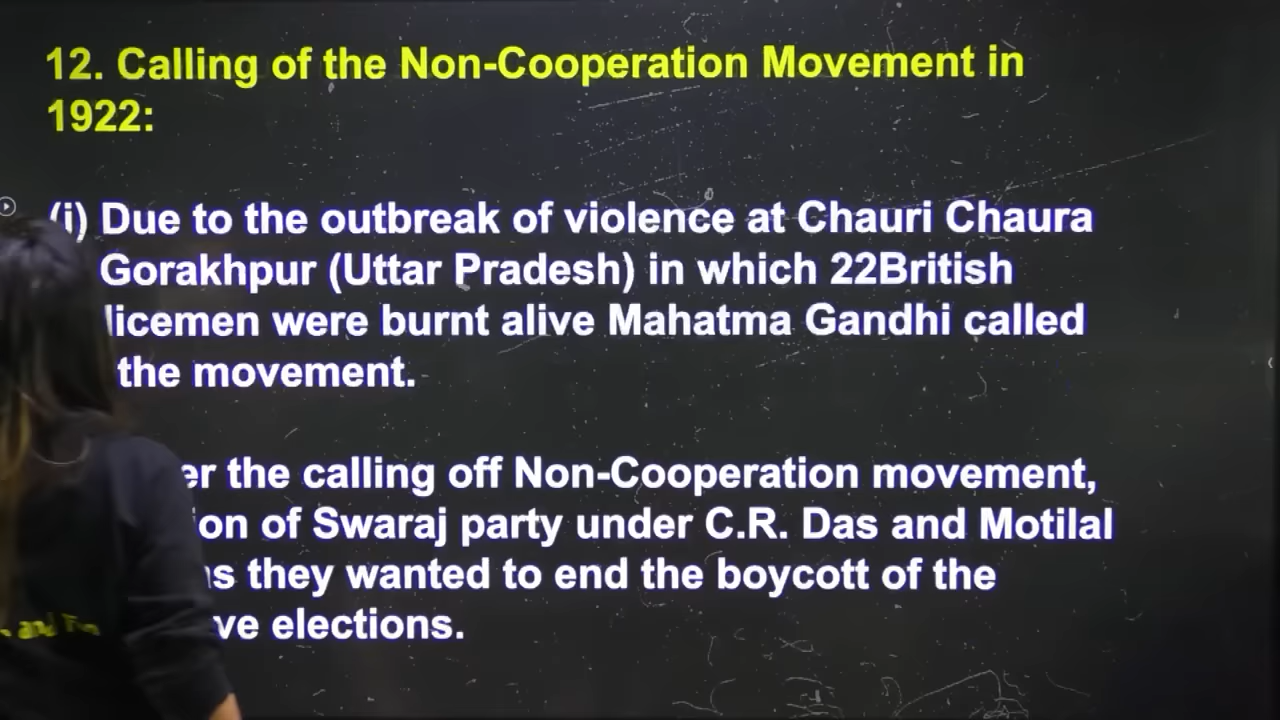 12. Calling of the Non-Cooperation Movement in
1922:
(i) Due to the outbreak of violence at Chauri Chaura
Gorakhpur (Uttar Pradesh) in which 22British
licemen were burnt alive Mahatma Gandhi called
the movement.
er the calling off Non-Cooperation movement,
ion of Swaraj party under C.R. Das and Motilal
as they wanted to end the boycott of the
ve elections.